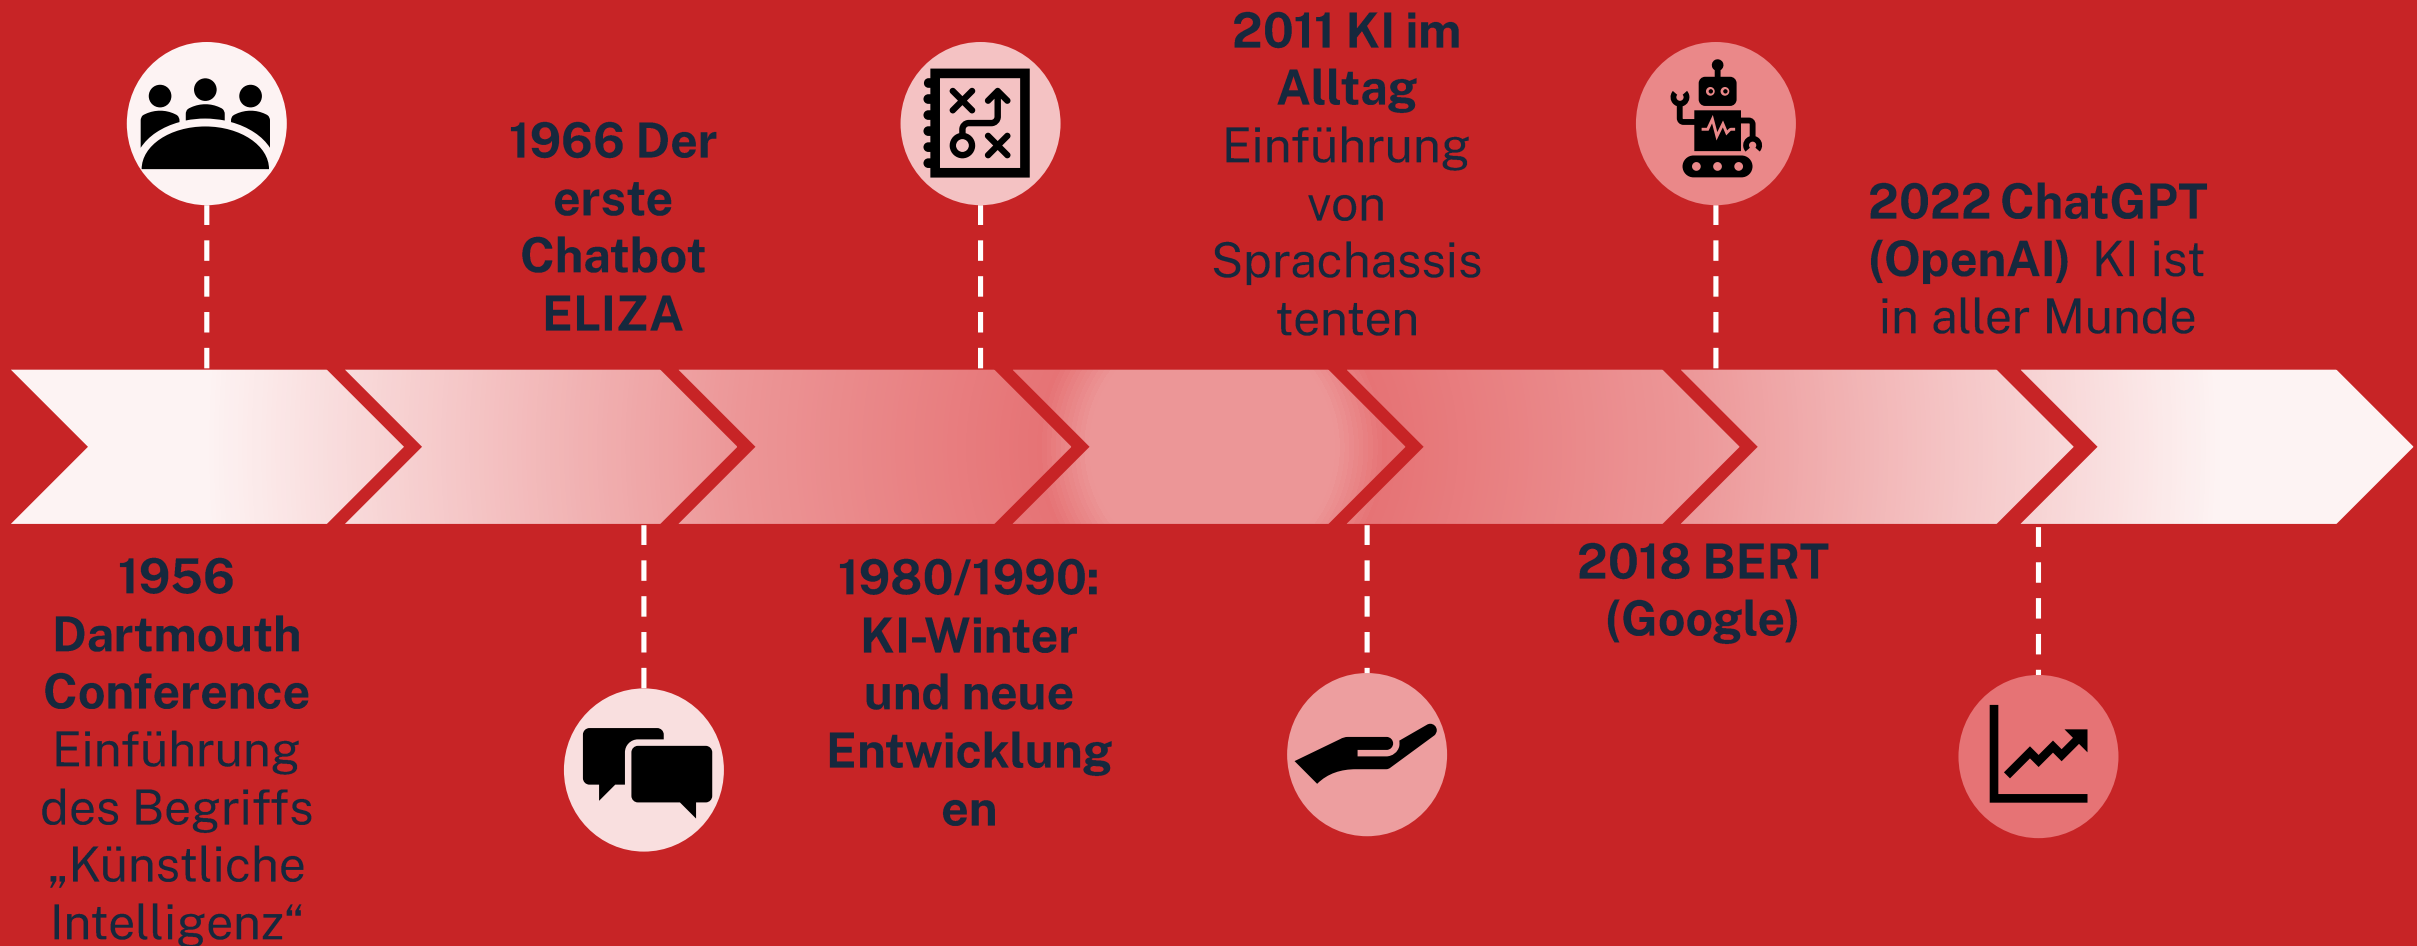 1956
Dartmouth
Conference
Einführung
des Begriffs
„Künstliche
Intelligenz“
1966 Der
erste
Chatbot
ELIZA
1980/1990:
KI-Winter
und neue
Entwicklung
en
2011 KI im
Alltag
Einführung
von
Sprachassis
tenten
2018 BERT
(Google)
2022 ChatGPT
(OpenAI) KI ist
in aller Munde